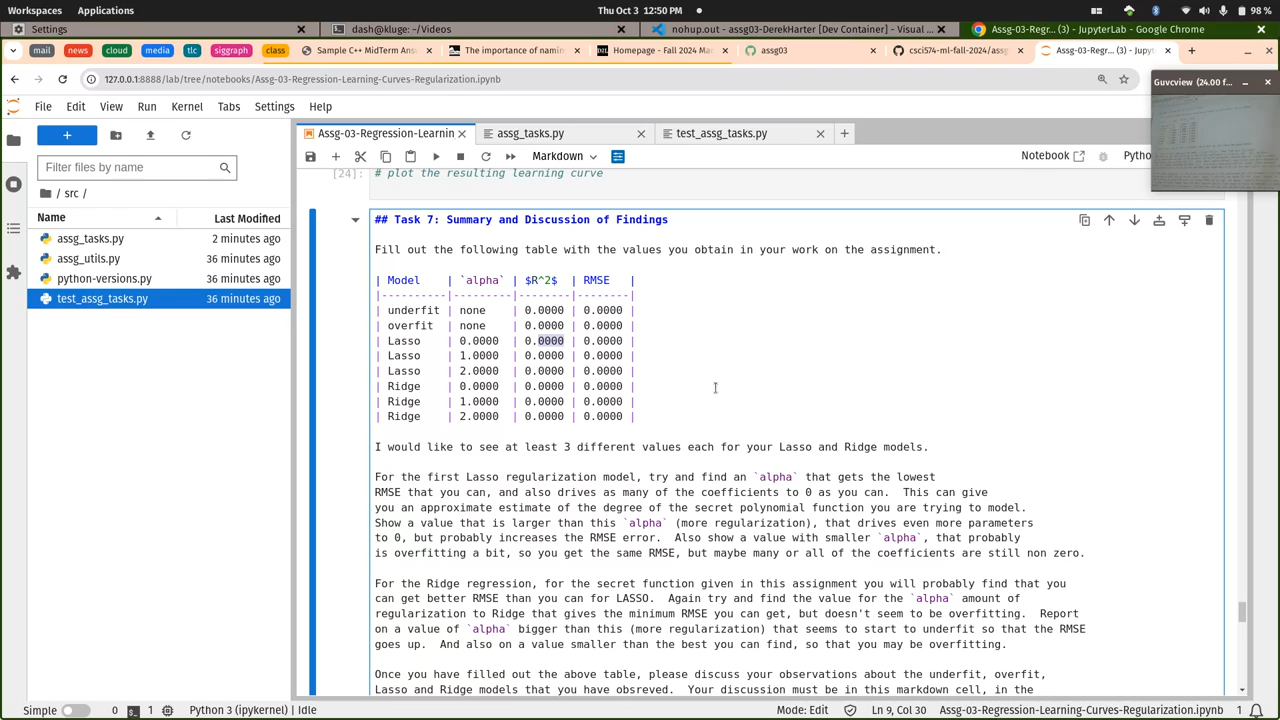 Workspaces Applications Thu Oct 3 12:50 PM 98 %
Settings dash@kluge: ~/Videos nohup.out - assg03-DerekHarter [Dev Container] - Visual ... Assg-03-Regr... (3) - JupyterLab - Google Chrome
mail news cloud media tlc siggraph class Sample C++ MidTerm An The importance of namin Homepage - Fall 2024 Ma assg03 csci574-ml-fall-2024/assg Assg-03-Reg... (3) - Jupyt
127.0.0.1:8888/lab/tree/notebooks/Assg-03-Regression-Learning-Curves-Regularization.ipynb
Guvcview (24.00 f...
File Edit View Run Kernel Tabs Settings Help
Assg-03-Regression-Learnin assg_tasks.py test_assg_tasks.py
Markdown Notebook Pytho
Filter files by name
/ src /
Name Last Modified
assg_tasks.py 2 minutes ago
assg_utils.py 36 minutes ago
python-versions.py 36 minutes ago
test_assg_tasks.py 36 minutes ago
[24]: # plot the resulting learning curve
## Task 7: Summary and Discussion of Findings
Fill out the following table with the values you obtain in your work on the assignment.
| Model | `alpha` | $R^2$ | RMSE |
|----------|---------|--------|--------|
| underfit | none | 0.0000 | 0.0000 |
| overfit | none | 0.0000 | 0.0000 |
| Lasso | 0.0000 | 0.0000 | 0.0000 |
| Lasso | 1.0000 | 0.0000 | 0.0000 |
| Lasso | 2.0000 | 0.0000 | 0.0000 |
| Ridge | 0.0000 | 0.0000 | 0.0000 |
| Ridge | 1.0000 | 0.0000 | 0.0000 |
| Ridge | 2.0000 | 0.0000 | 0.0000 |
I would like to see at least 3 different values each for your Lasso and Ridge models.
For the first Lasso regularization model, try and find an `alpha` that gets the lowest
RMSE that you can, and also drives as many of the coefficients to 0 as you can. This can give
you an approximate estimate of the degree of the secret polynomial function you are trying to model.
Show a value that is larger than this `alpha` (more regularization), that drives even more parameters
to 0, but probably increases the RMSE error. Also show a value with smaller `alpha`, that probably
is overfitting a bit, so you get the same RMSE, but maybe many or all of the coefficients are still non zero.
For the Ridge regression, for the secret function given in this assignment you will probably find that you
can get better RMSE than you can for LASSO. Again try and find the value for the `alpha` amount of
regularization to Ridge that gives the minimum RMSE you can get, but doesn't seem to be overfitting. Report
on a value of `alpha` bigger than this (more regularization) that seems to start to underfit so that the RMSE
goes up. And also on a value smaller than the best you can find, so that you may be overfitting.
Once you have filled out the above table, please discuss your observations about the underfit, overfit,
Lasso and Ridge models that you have obsreved. Your discussion must be in this markdown cell, in the
Simple 0 1 Python 3 (ipykernel) | Idle Mode: Edit Ln 9, Col 30 Assg-03-Regression-Learning-Curves-Regularization.ipynb 1